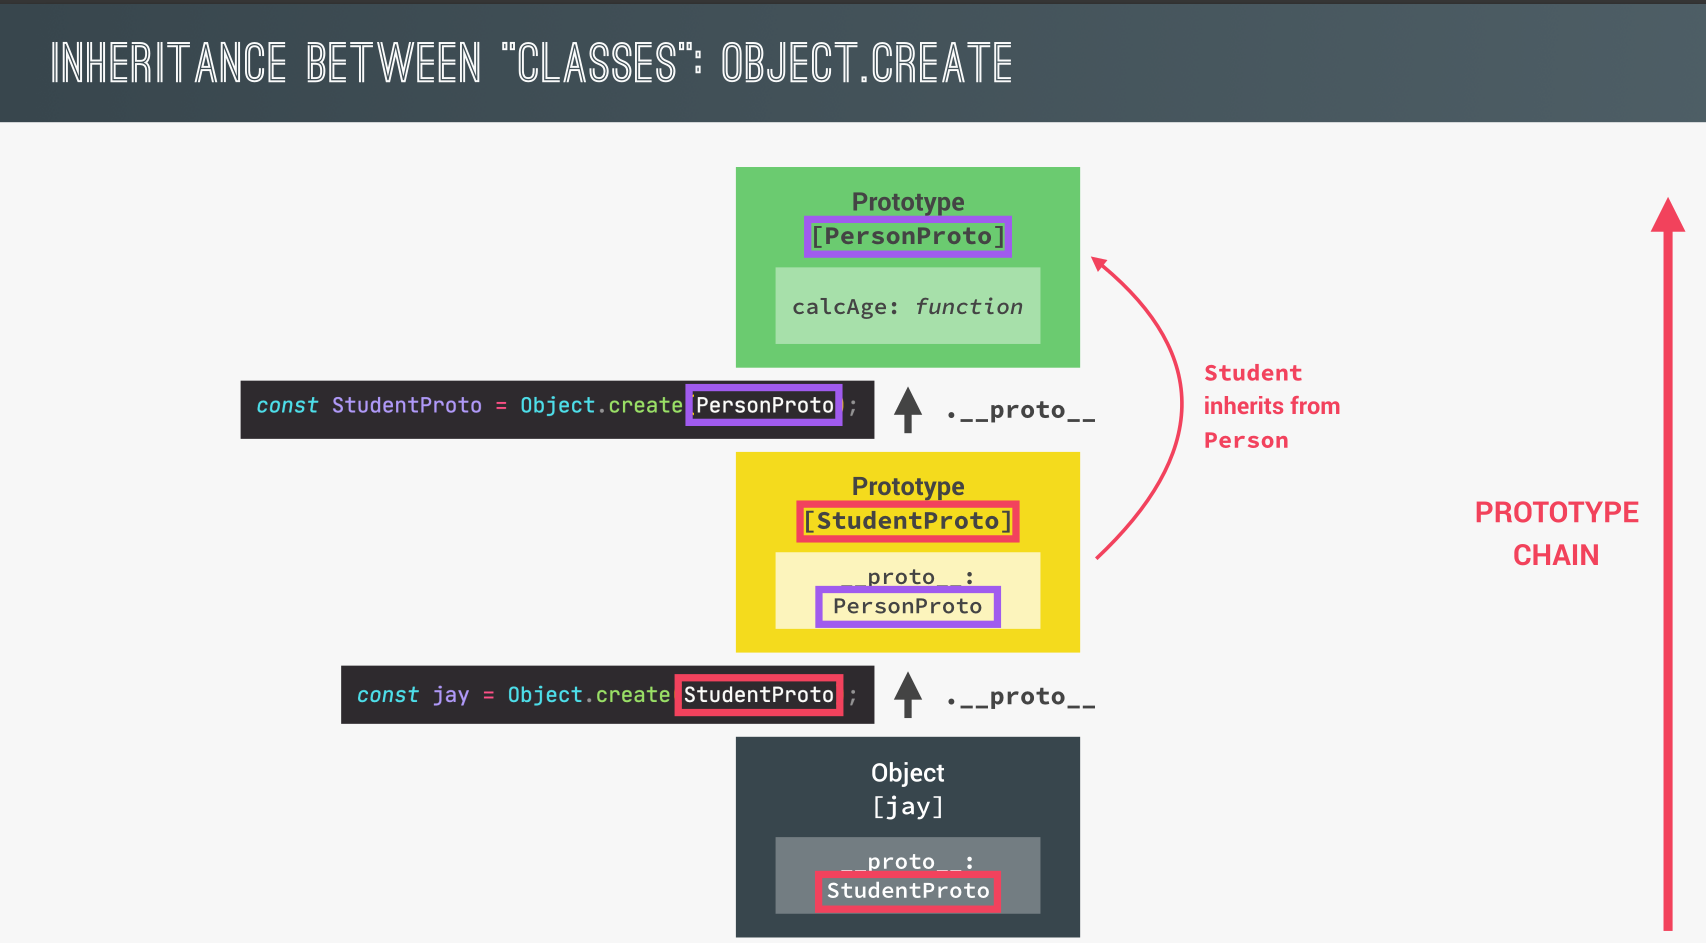 INHERITANCE BETWEEN "CLASSES": OBJECT.CREATE
Prototype
[PersonProto]
calcAge: function
const StudentProto = Object.create(PersonProto);
.__proto__
Student
inherits from
Person
Prototype
[StudentProto]
__proto__:
PersonProto
PROTOTYPE
CHAIN
const jay = Object.create(StudentProto);
.__proto__
Object
[jay]
__proto__:
StudentProto